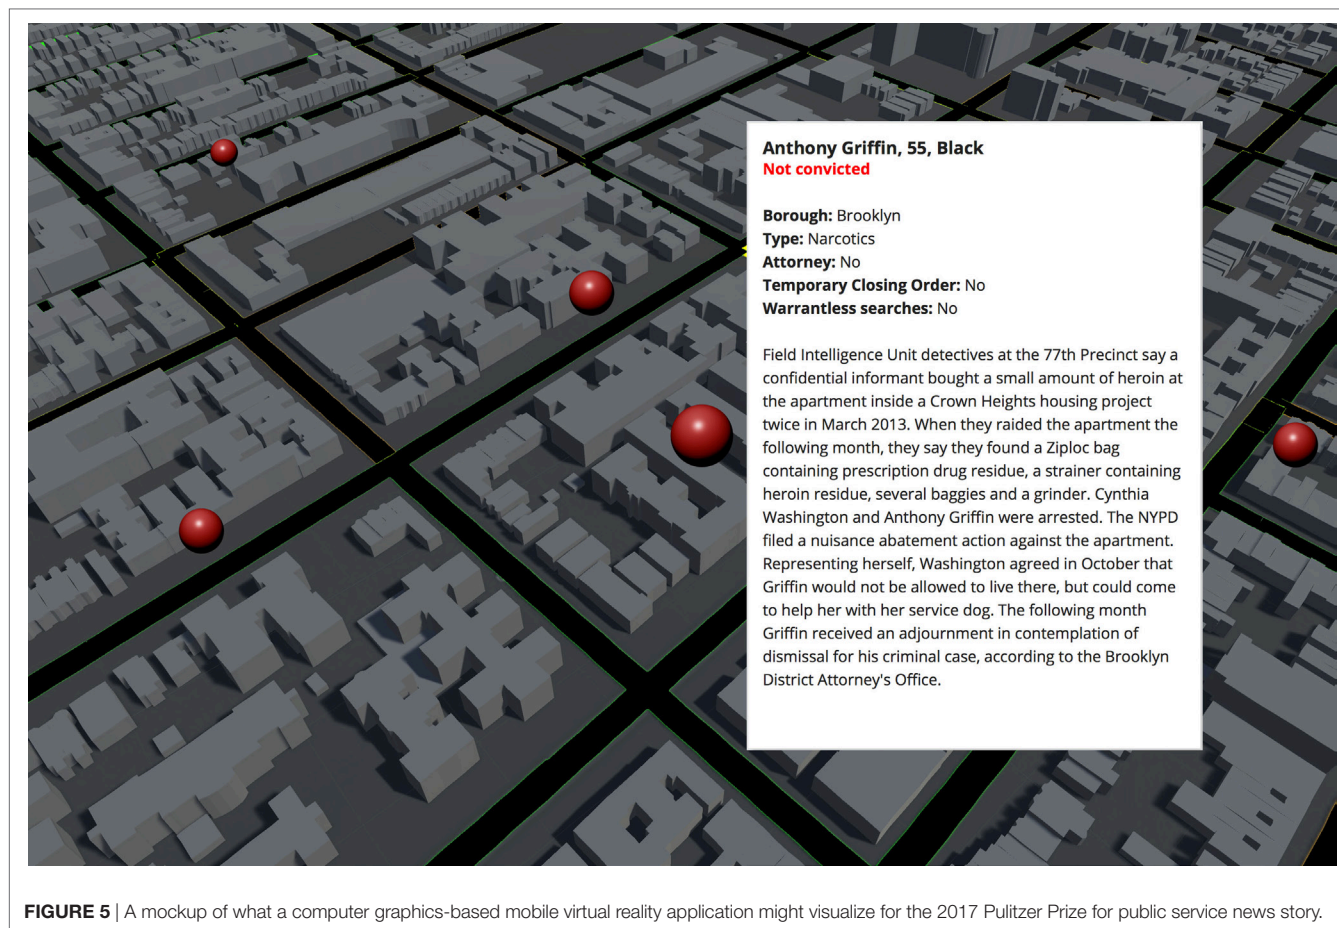 Anthony Griffin, 55, Black
Not convicted
Borough: Brooklyn
Type: Narcotics
Attorney: No
Temporary Closing Order: No
Warrantless searches: No
Field Intelligence Unit detectives at the 77th Precinct say a
confidential informant bought a small amount of heroin at
the apartment inside a Crown Heights housing project
twice in March 2013. When they raided the apartment the
following month, they say they found a Ziploc bag
containing prescription drug residue, a strainer containing
heroin residue, several baggies and a grinder. Cynthia
Washington and Anthony Griffin were arrested. The NYPD
filed a nuisance abatement action against the apartment.
Representing herself, Washington agreed in October that
Griffin would not be allowed to live there, but could come
to help her with her service dog. The following month
Griffin received an adjournment in contemplation of
dismissal for his criminal case, according to the Brooklyn
District Attorney's Office.
FIGURE 5 | A mockup of what a computer graphics-based mobile virtual reality application might visualize for the 2017 Pulitzer Prize for public service news story.